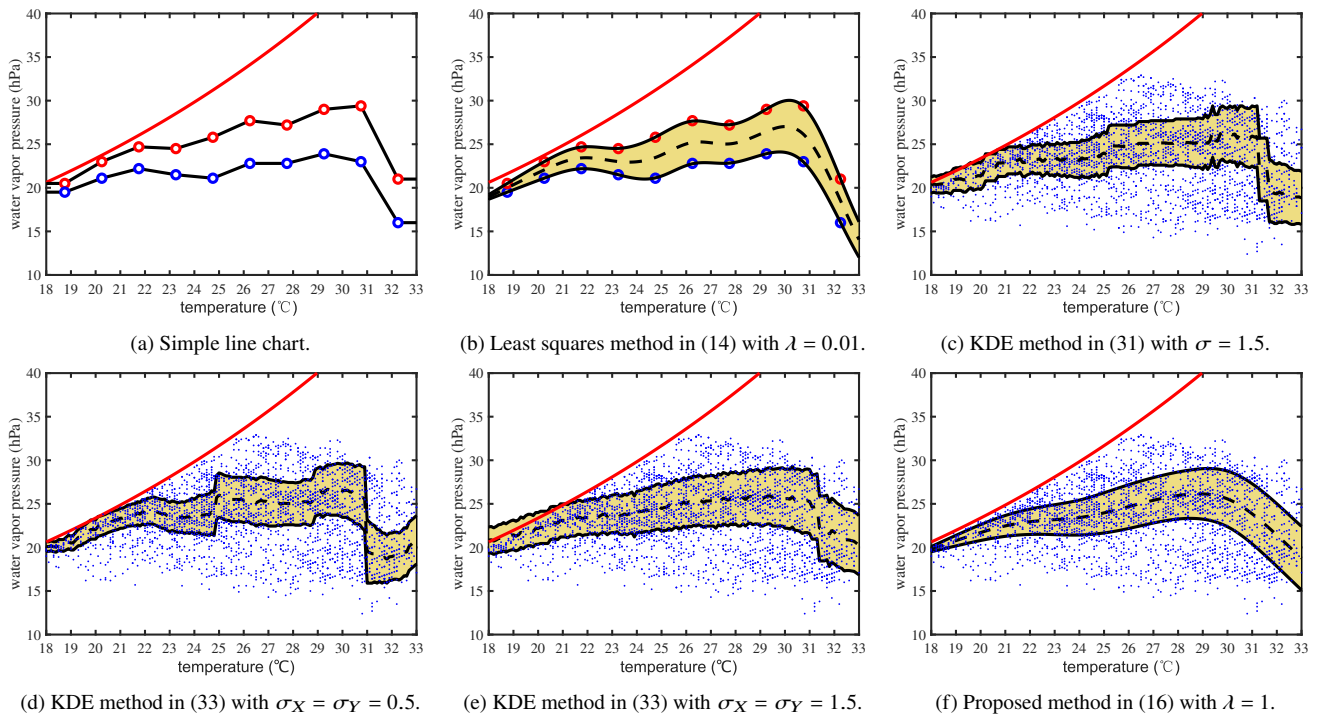 40
35
30
25
20
15
10
water vapor pressure (hPa)
18 19 20 21 22 23 24 25 26 27 28 29 30 31 32 33
temperature (℃)
(a) Simple line chart.
40
35
30
25
20
15
10
water vapor pressure (hPa)
18 19 20 21 22 23 24 25 26 27 28 29 30 31 32 33
temperature (℃)
(b) Least squares method in (14) with λ = 0.01.
40
35
30
25
20
15
10
water vapor pressure (hPa)
18 19 20 21 22 23 24 25 26 27 28 29 30 31 32 33
temperature (℃)
(c) KDE method in (31) with σ = 1.5.
40
35
30
25
20
15
10
water vapor pressure (hPa)
18 19 20 21 22 23 24 25 26 27 28 29 30 31 32 33
temperature (℃)
(d) KDE method in (33) with σX = σY = 0.5.
40
35
30
25
20
15
10
water vapor pressure (hPa)
18 19 20 21 22 23 24 25 26 27 28 29 30 31 32 33
temperature (℃)
(e) KDE method in (33) with σX = σY = 1.5.
40
35
30
25
20
15
10
water vapor pressure (hPa)
18 19 20 21 22 23 24 25 26 27 28 29 30 31 32 33
temperature (℃)
(f) Proposed method in (16) with λ = 1.